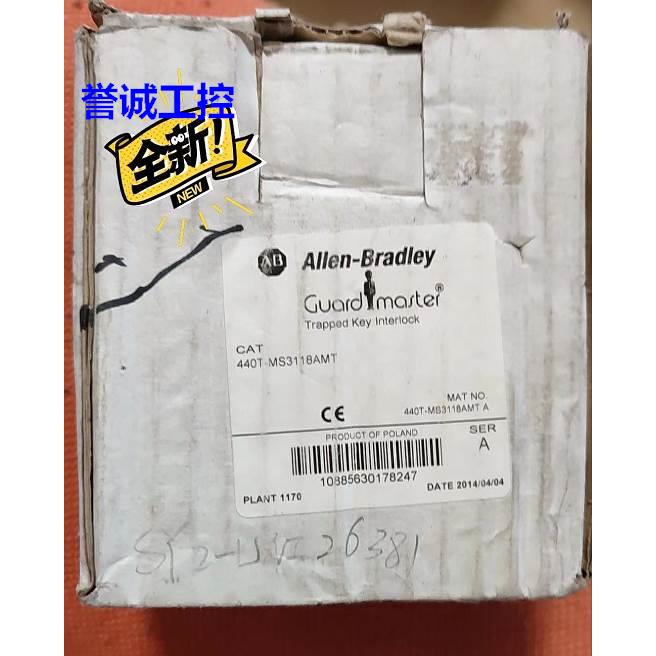 誉诚工控
全新!
NEW
AB Allen-Bradley
Guardmaster®
Trapped Key Interlock
CAT
440T-MS3118AMT
MAT NO.
CE 440T-MS3118AMT A
PRODUCT OF POLAND
SER
A
10885630178247
PLANT 1170 DATE 2014/04/04
26381